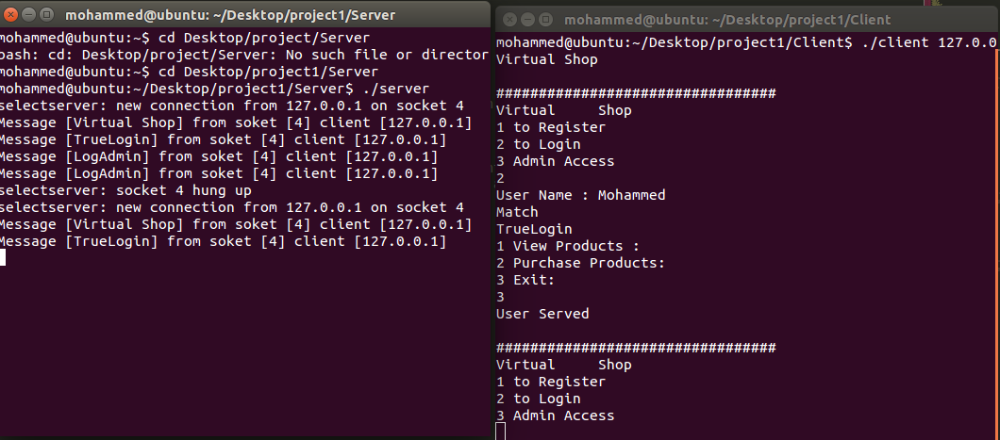 mohammed@ubuntu: ~/Desktop/project1/Server
mohammed@ubuntu:~$ cd Desktop/project/Server
bash: cd: Desktop/project/Server: No such file or director
mohammed@ubuntu:~$ cd Desktop/project1/Server
mohammed@ubuntu:~/Desktop/project1/Server$ ./server
selectserver: new connection from 127.0.0.1 on socket 4
Message [Virtual Shop] from soket [4] client [127.0.0.1]
Message [TrueLogin] from soket [4] client [127.0.0.1]
Message [LogAdmin] from soket [4] client [127.0.0.1]
Message [LogAdmin] from soket [4] client [127.0.0.1]
selectserver: socket 4 hung up
selectserver: new connection from 127.0.0.1 on socket 4
Message [Virtual Shop] from soket [4] client [127.0.0.1]
Message [TrueLogin] from soket [4] client [127.0.0.1]
mohammed@ubuntu: ~/Desktop/project1/Client
mohammed@ubuntu:~/Desktop/project1/Client$ ./client 127.0.0
Virtual Shop
#################################
Virtual     Shop
1 to Register
2 to Login
3 Admin Access
2
User Name : Mohammed
Match
TrueLogin
1 View Products :
2 Purchase Products:
3 Exit:
3
User Served
#################################
Virtual     Shop
1 to Register
2 to Login
3 Admin Access